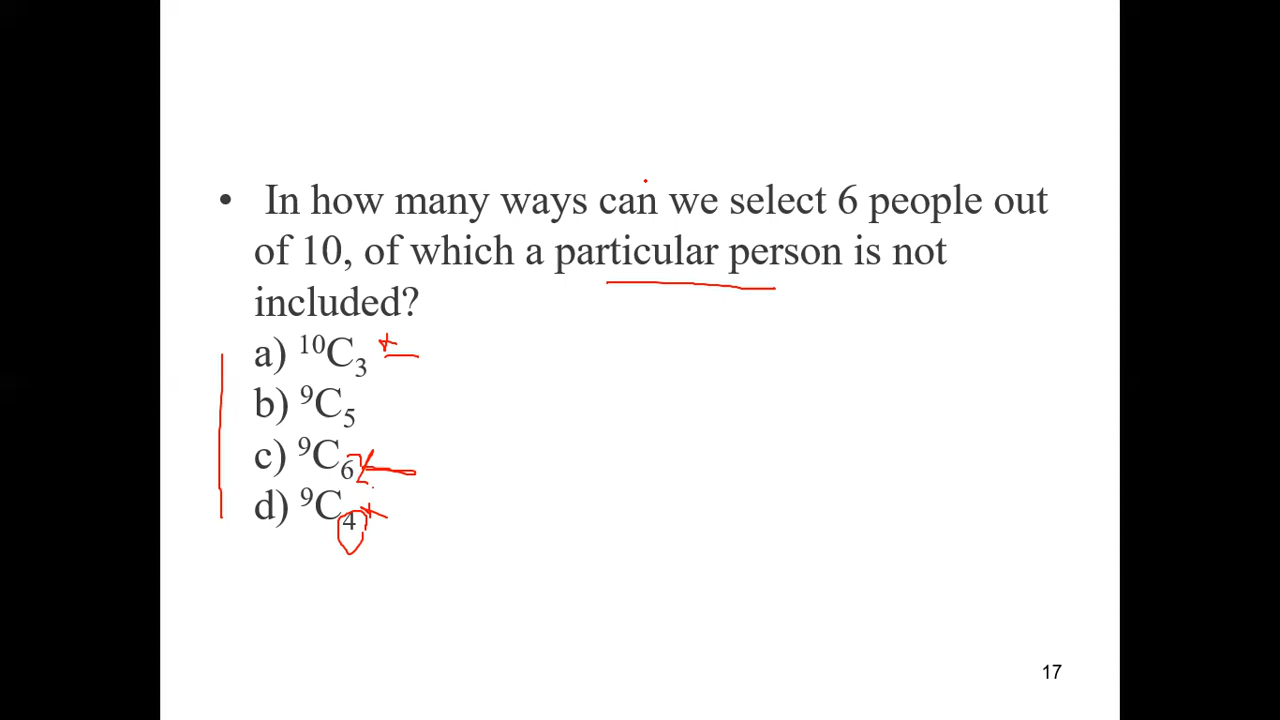 • In how many ways can we select 6 people out
of 10, of which a particular person is not
included?
a) ¹⁰C₃
b) ⁹C₅
c) ⁹C₆
d) ⁹C₄
17